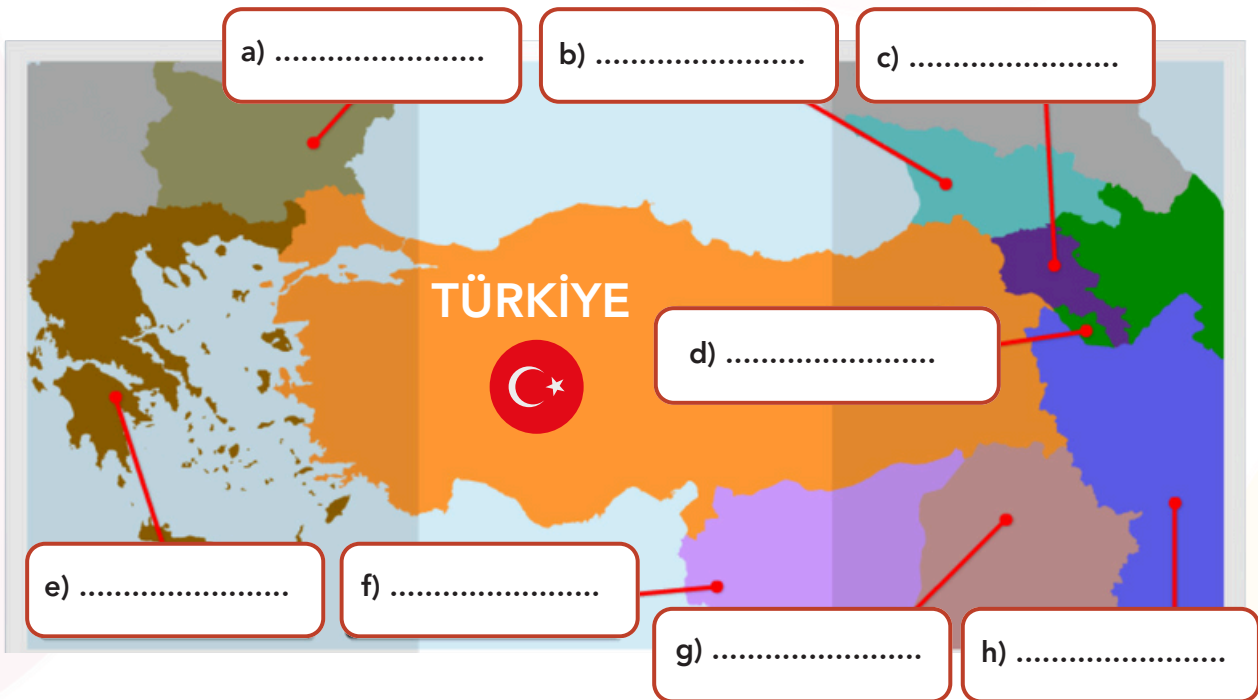 a) ........................
b) ........................
c) ........................
TÜRKİYE
d) ........................
e) ........................
f) ........................
g) ........................
h) ........................